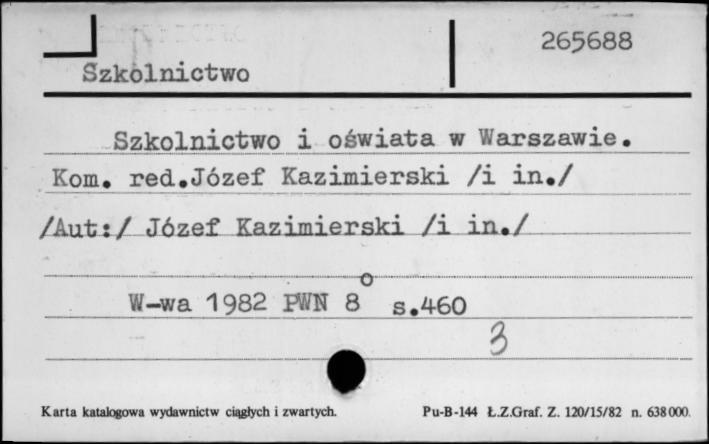 265688
Szkolnictwo
Szkolnictwo i oświata w Warszawie.
Kom. red.Józef Kazimierski /i in./
/Aut:/ Józef Kazimierski /i in./
W-wa 1982 PWN 8° s.460
3
Karta katalogowa wydawnictw ciągłych i zwartych. Pu-B-144 Ł.Z.Graf. Z. 120/15/82 n. 638000.